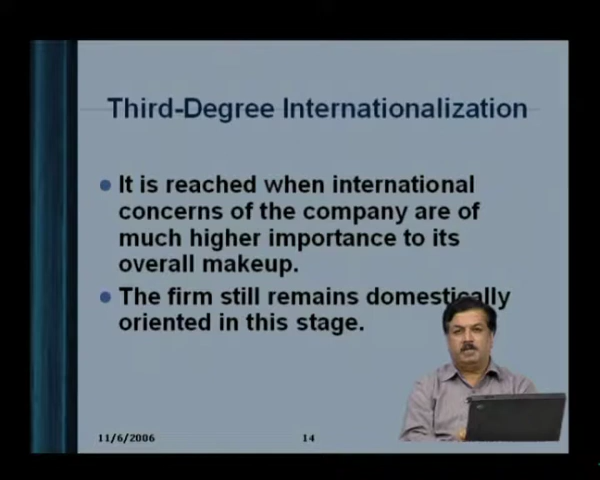 Third-Degree Internationalization
It is reached when international
concerns of the company are of
much higher importance to its
overall makeup.
The firm still remains domestically
oriented in this stage.
11/6/2006
14